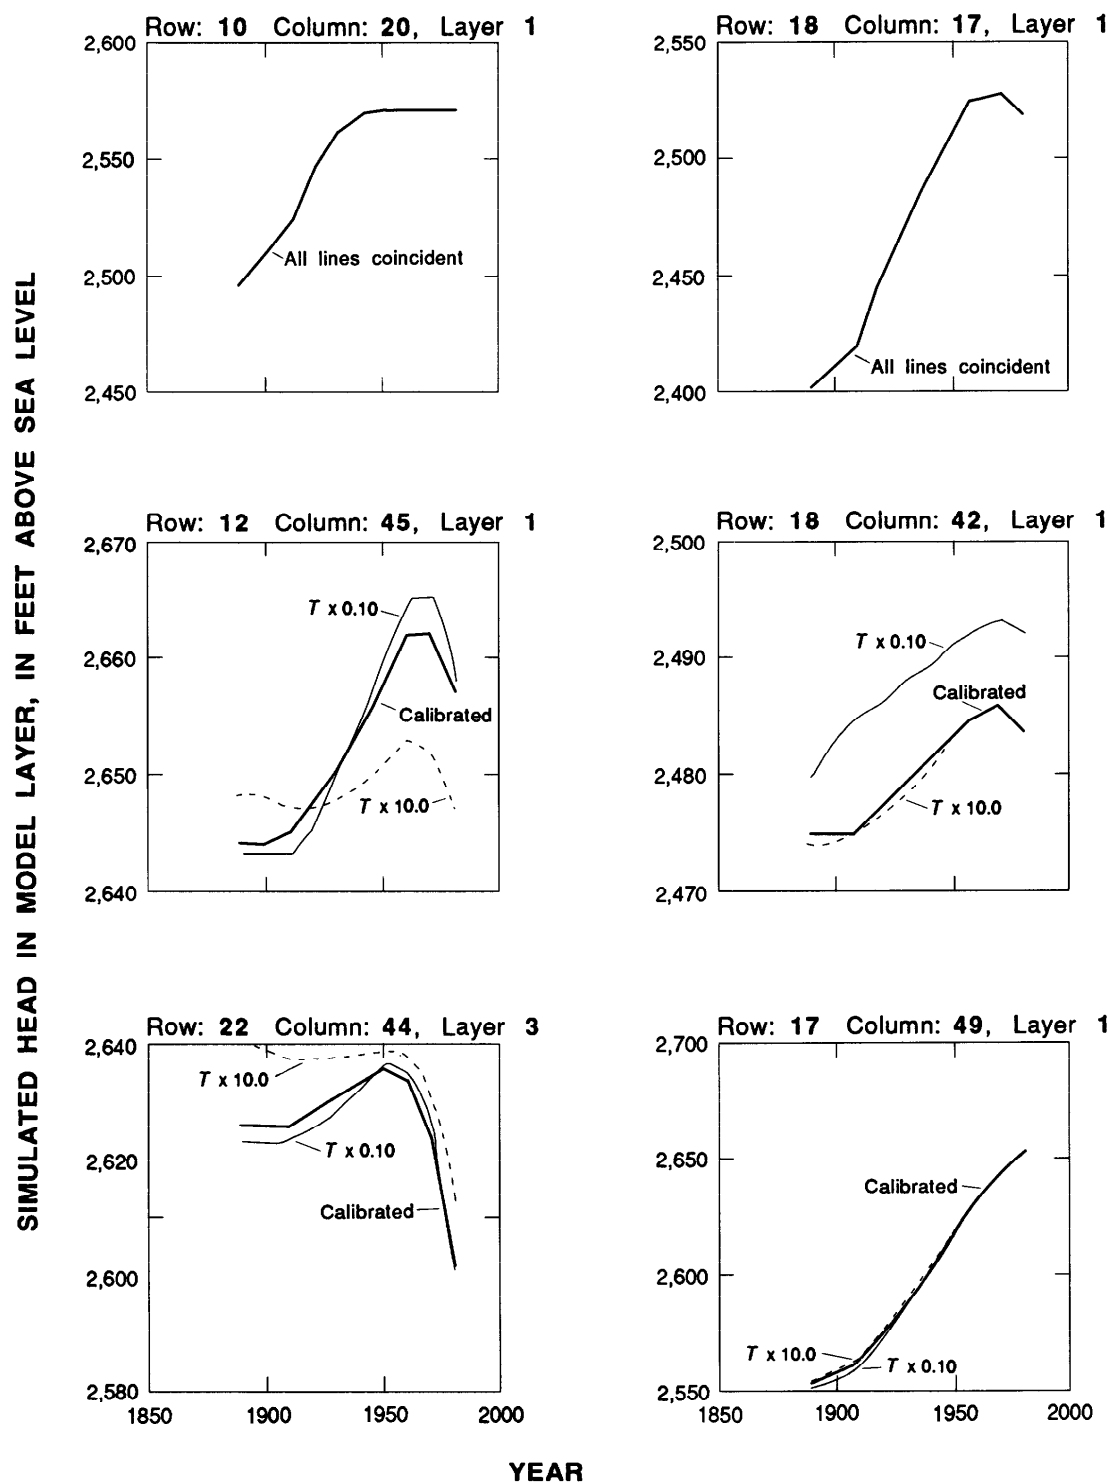 SIMULATED HEAD IN MODEL LAYER, IN FEET ABOVE SEA LEVEL
Row: 10 Column: 20, Layer 1
2,600
2,550
2,500
2,450
All lines coincident
Row: 18 Column: 17, Layer 1
2,550
2,500
2,450
2,400
All lines coincident
Row: 12 Column: 45, Layer 1
2,670
2,660
2,650
2,640
T x 0.10
Calibrated
T x 10.0
Row: 18 Column: 42, Layer 1
2,500
2,490
2,480
2,470
T x 0.10
Calibrated
T x 10.0
Row: 22 Column: 44, Layer 3
2,640
2,620
2,600
2,580
T x 10.0
T x 0.10
Calibrated
1850 1900 1950 2000
Row: 17 Column: 49, Layer 1
2,700
2,650
2,600
2,550
Calibrated
T x 10.0
T x 0.10
1850 1900 1950 2000
YEAR